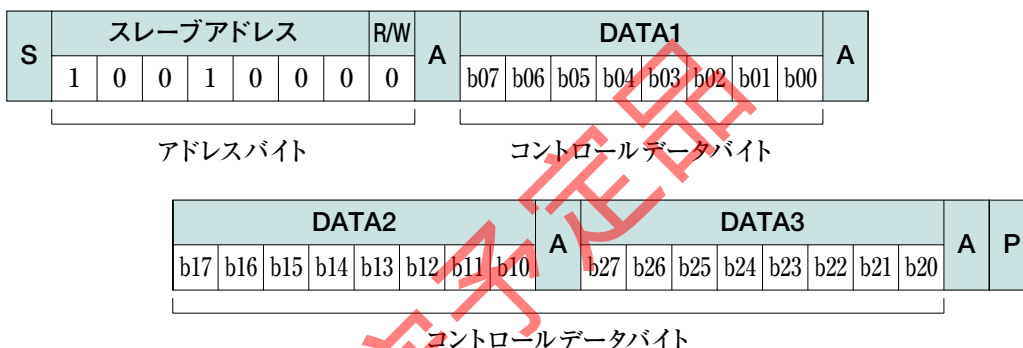 S スレーブアドレス R/W A DATA1 A
1 0 0 1 0 0 0 0 b07 b06 b05 b04 b03 b02 b01 b00
アドレスバイト コントロールデータバイト
DATA2 A DATA3 A P
b17 b16 b15 b14 b13 b12 b11 b10 b27 b26 b25 b24 b23 b22 b21 b20
コントロールデータバイト
予定品